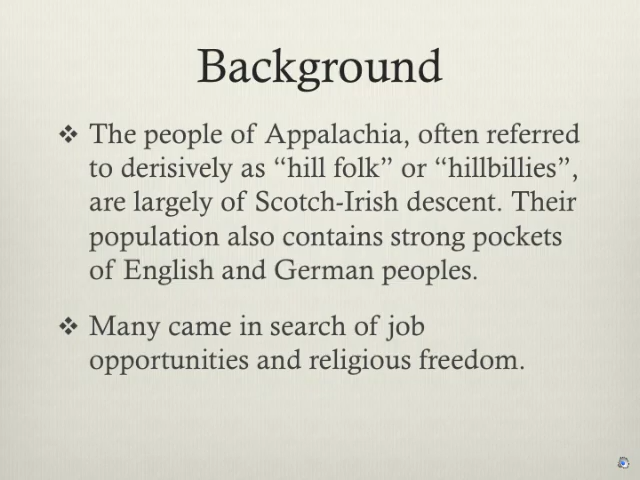 Background
❖ The people of Appalachia, often referred
to derisively as “hill folk” or “hillbillies”,
are largely of Scotch-Irish descent. Their
population also contains strong pockets
of English and German peoples.
❖ Many came in search of job
opportunities and religious freedom.